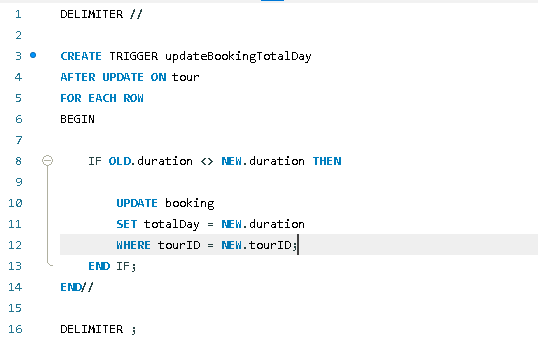 1 DELIMITER //
2
3 CREATE TRIGGER updateBookingTotalDay
4 AFTER UPDATE ON tour
5 FOR EACH ROW
6 BEGIN
7
8 IF OLD.duration <> NEW.duration THEN
9
10 UPDATE booking
11 SET totalDay = NEW.duration
12 WHERE tourID = NEW.tourID;
13 END IF;
14 END//
15
16 DELIMITER ;